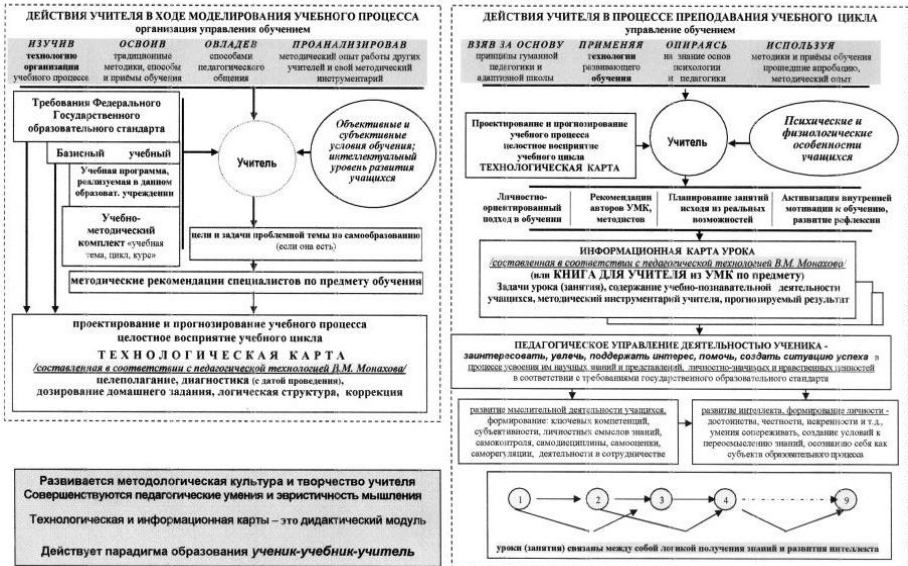 ДЕЙСТВИЯ УЧИТЕЛЯ В ХОДЕ МОДЕЛИРОВАНИЯ УЧЕБНОГО ПРОЦЕССА
организация управления обучением
ИЗУЧИВ
технологию
организации
учебного процессе
ОСВОИВ
традиционные
методики, способы
и приёмы обучения
ОВЛАДЕВ
способами
педагогического
общения
ПРОАНАЛИЗИРОВАВ
методический опыт работы других
учителей и свой методический
инструментарий
Требования Федерального
Государственного
образовательного стандарта
Базисный учебный
Учебная программа,
реализуемая в данном
образоват. учреждении
Учебно-
методический
комплект «учебная
тема, цикл, курс»
Учитель
Объективные и
субъективные
условия обучения;
интеллектуальный
уровень развития
учащихся
цели и задачи проблемной темы по самообразованию
(если она есть)
методические рекомендации специалистов по предмету обучения
проектирование и прогнозирование учебного процесса
целостное восприятие учебного цикла
ТЕХНОЛОГИЧЕСКАЯ КАРТА
/составленная в соответствии с педагогической технологией В.М. Монахова/
целеполагание, диагностика (с датой проведения),
дозирование домашнего задания, логическая структура, коррекция
Развивается методологическая культура и творчество учителя
Совершенствуются педагогические умения и эвристичность мышления
Технологическая и информационная карты – это дидактический модуль
Действует парадигма образования ученик-учебник-учитель
ДЕЙСТВИЯ УЧИТЕЛЯ В ПРОЦЕССЕ ПРЕПОДАВАНИЯ УЧЕБНОГО ЦИКЛА
управление обучением
ВЗЯВ ЗА ОСНОВУ
принципы гуманной
педагогики и
адаптивной школы
ПРИМЕНЯЯ
технологии
развивающего
обучения
ОПИРАЯСЬ
на знание основ
психологии
и педагогики
ИСПОЛЬЗУЯ
методики и приёмы обучения
прошедшие апробацию,
методический опыт
Проектирование и прогнозирование
учебного процесса
целостное восприятие
учебного цикла
ТЕХНОЛОГИЧЕСКАЯ КАРТА
Учитель
Психические и
физиологические
особенности
учащихся
Личностно-
ориентированный
подход в обучении
Рекомендации
авторов УМК,
методистов
Планирование занятий
исходя из реальных
возможностей
Активизация внутренней
мотивации к обучению,
развитие рефлексии
ИНФОРМАЦИОННАЯ КАРТА УРОКА
/составленная в соответствии с педагогической технологией В.М. Монахова/
(или КНИГА ДЛЯ УЧИТЕЛЯ из УМК по предмету)
Задачи урока (занятия), содержание учебно-познавательной деятельности
учащихся, методический инструментарий учителя, прогнозируемый результат
ПЕДАГОГИЧЕСКОЕ УПРАВЛЕНИЕ ДЕЯТЕЛЬНОСТЬЮ УЧЕНИКА -
заинтересовать, увлечь, поддержать интерес, помочь, создать ситуацию успеха в
процессе усвоения им научных знаний и представлений, личностно-значимых и нравственных ценностей
в соответствии с требованиями государственного образовательного стандарта
развитие мыслительной деятельности учащихся,
формирование: ключевых компетенций,
субъективности, личностных смыслов знаний,
самоконтроля, самодисциплины, самооценки,
саморегуляции, деятельности в сотрудничестве
развитие интеллекта, формирование личности -
достоинства, честности, искренности и т.д.,
умения сопереживать, создание условий к
переосмыслению знаний, осознанию себя как
субъекта образовательного процесса
1 2 3 4 9
уроки (занятия) связаны между собой логикой получения знаний и развития интеллекта